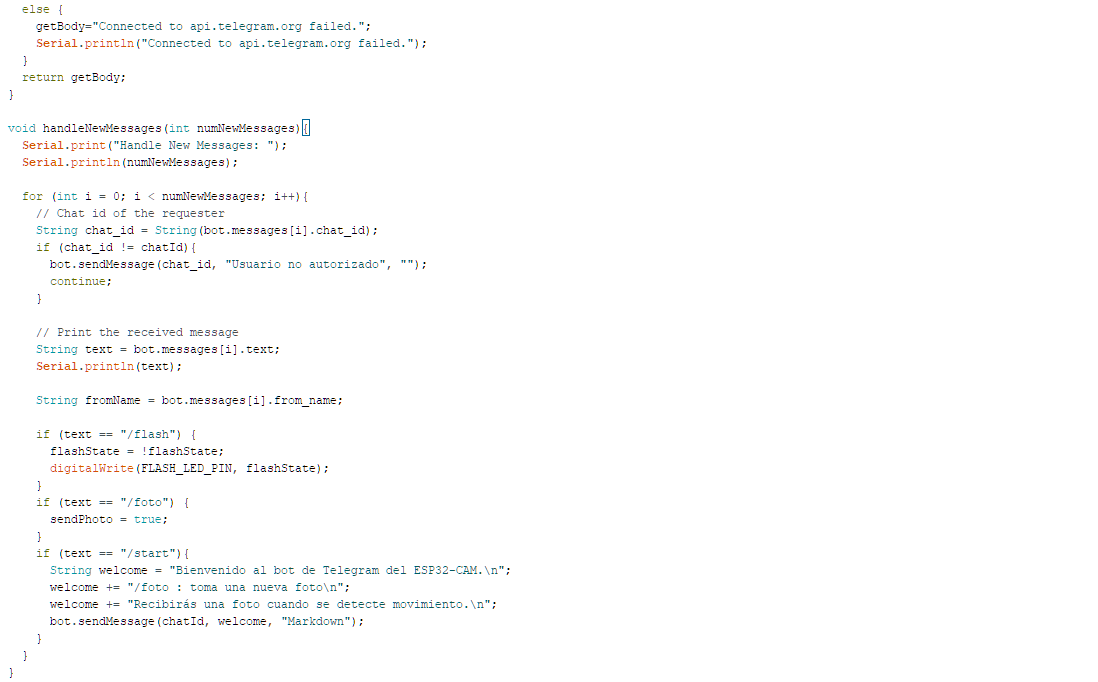 else {
getBody="Connected to api.telegram.org failed.";
Serial.println("Connected to api.telegram.org failed.");
}
return getBody;
}
void handleNewMessages(int numNewMessages){
Serial.print("Handle New Messages: ");
Serial.println(numNewMessages);
for (int i = 0; i < numNewMessages; i++){
// Chat id of the requester
String chat_id = String(bot.messages[i].chat_id);
if (chat_id != chatId){
bot.sendMessage(chat_id, "Usuario no autorizado", "");
continue;
}
// Print the received message
String text = bot.messages[i].text;
Serial.println(text);
String fromName = bot.messages[i].from_name;
if (text == "/flash") {
flashState = !flashState;
digitalWrite(FLASH_LED_PIN, flashState);
}
if (text == "/foto") {
sendPhoto = true;
}
if (text == "/start"){
String welcome = "Bienvenido al bot de Telegram del ESP32-CAM.\n";
welcome += "/foto : toma una nueva foto\n";
welcome += "Recibirás una foto cuando se detecte movimiento.\n";
bot.sendMessage(chatId, welcome, "Markdown");
}
}
}